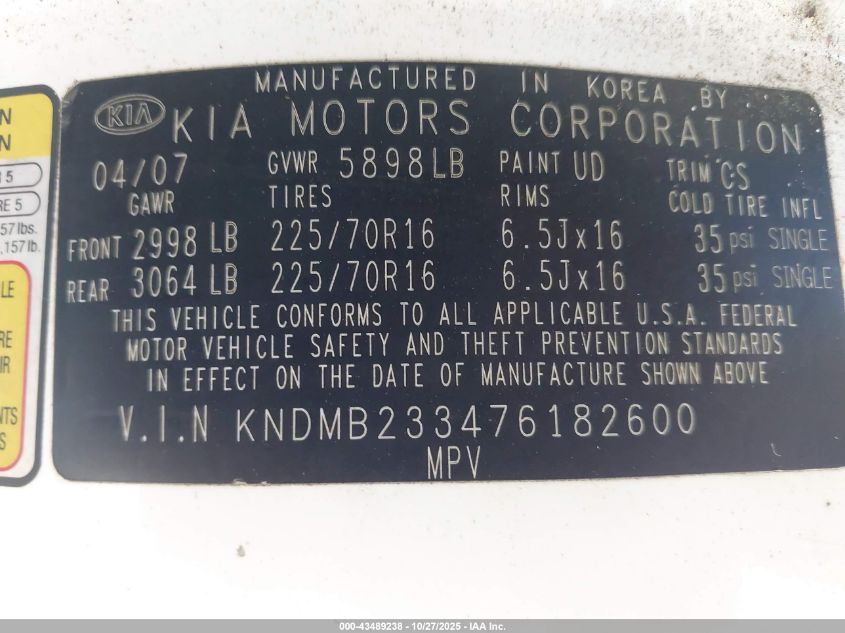 MANUFACTURED IN KOREA BY
KIA KIA MOTORS CORPORATION
04/07 GVWR 5898LB PAINT UD TRIM CS
GAWR TIRES RIMS COLD TIRE INFL
FRONT 2998 LB 225/70R16 6.5Jx16 35 psi SINGLE
REAR 3064 LB 225/70R16 6.5Jx16 35 psi SINGLE
THIS VEHICLE CONFORMS TO ALL APPLICABLE U.S.A. FEDERAL
MOTOR VEHICLE SAFETY AND THEFT PREVENTION STANDARDS
IN EFFECT ON THE DATE OF MANUFACTURE SHOWN ABOVE
V.I.N KNDMB233476182600
MPV
000-43489238 - 10/27/2025 - IAA Inc.